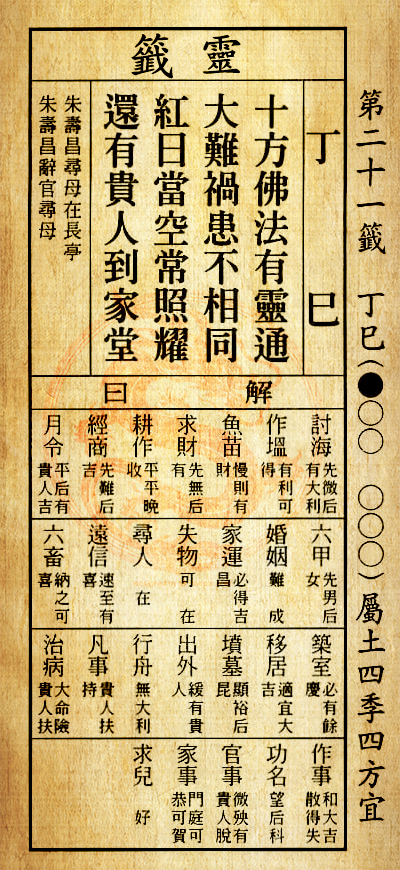 第二十一籤 丁巳(●○○ ○○○)屬土四季四方宜
靈籤
丁巳
十方佛法有靈通
大難禍患不相同
紅日當空常照耀
還有貴人到家堂
朱壽昌尋母在長亭
朱壽昌辭官尋母
解曰
討海 先微后有大利
作塭 有利可得
魚苗 慢則有財
求財 先無后有
耕作 平平晚收
經商 先難后吉
月令 平后有貴人吉
六甲 先男后女
婚姻 難成
家運 必得吉昌
失物 可在
尋人 在
遠信 速至有喜
六畜 納之可喜
築室 必有餘慶
移居 適宜大吉
墳墓 顯裕后昆
出外 緩有貴人
行舟 無大利
凡事 貴人扶持
治病 大命險貴人扶
作事 和大吉散得失
功名 望后科
官事 微殃有貴人脫
家事 門庭可恭可賀
求兒 好